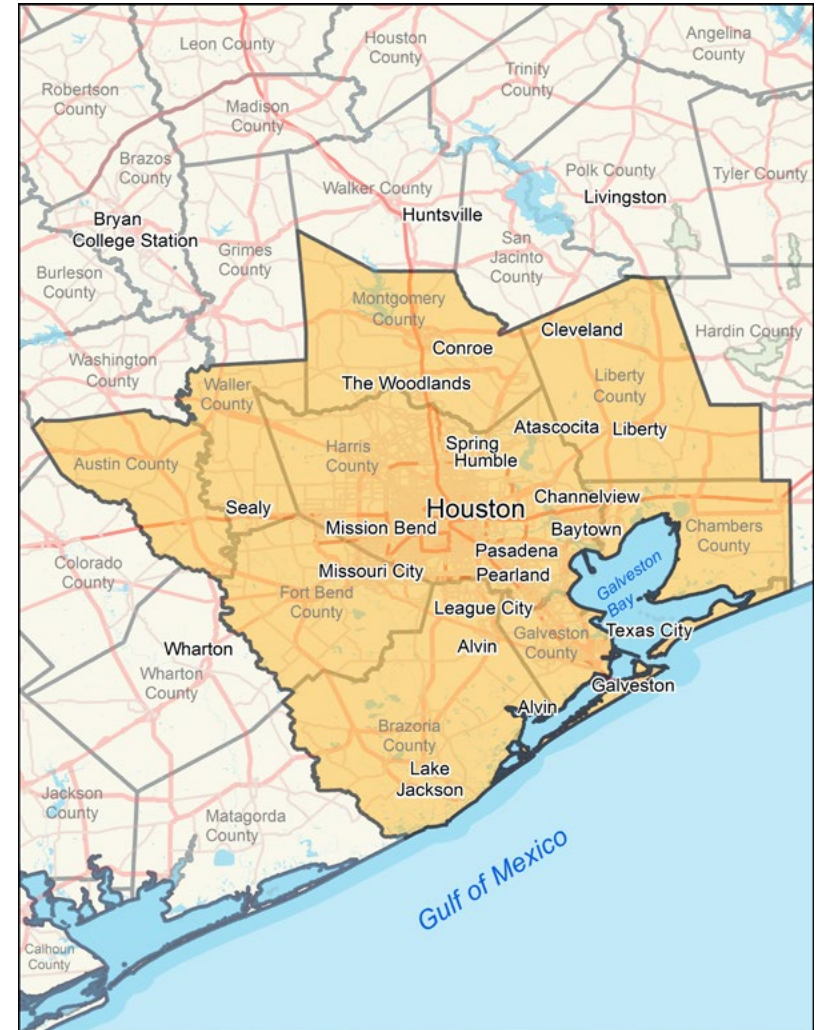 Leon County
Houston
County
Angelina
County
Robertson
County
Trinity
County
Madison
County
Brazos
County
Walker County
Polk County
Tyler County
Livingston
Bryan
College Station
Huntsville
Grimes
County
San
Jacinto
County
Burleson
County
Montgomery
County
Cleveland
Hardin County
Conroe
Washington
County
Waller
County
The Woodlands
Liberty
County
Atascocita
Liberty
Harris
County
Spring
Humble
Austin County
Sealy
Houston
Channelview
Mission Bend
Baytown
Chambers
County
Pasadena
Colorado
County
Missouri City
Pearland
Galveston
Bay
Fort Bend
County
League City
Texas City
Galveston
County
Wharton
Alvin
Wharton
County
Galveston
Alvin
Brazoria
County
Lake
Jackson
Jackson
County
Matagorda
County
Gulf of Mexico
Calhoun
County